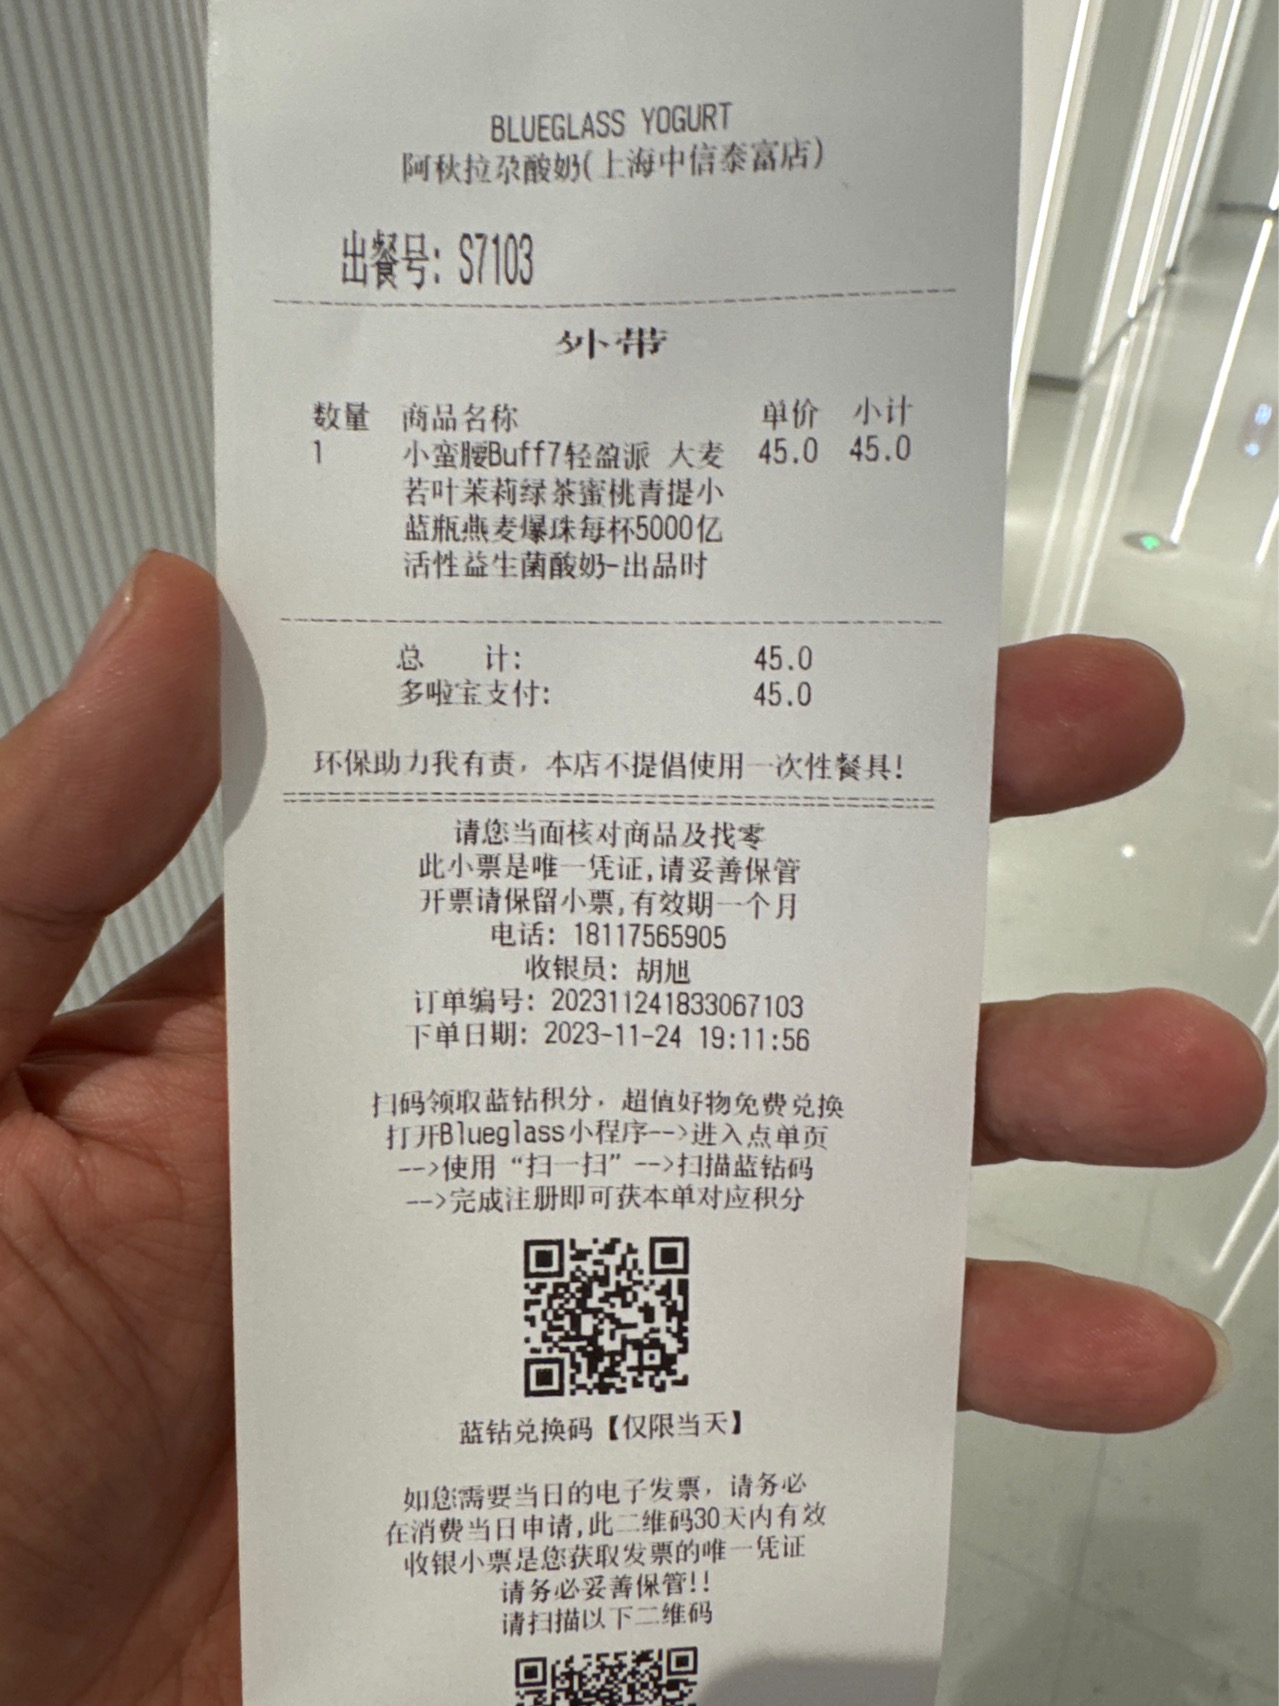 BLUEGLASS YOGURT
阿秋拉尕酸奶(上海中信泰富店)
出餐号: S7103
外带
数量 商品名称 单价 小计
1 小蛮腰Buff7轻盈派 大麦 45.0 45.0
若叶茉莉绿茶蜜桃青提小
蓝瓶燕麦爆珠每杯5000亿
活性益生菌酸奶-出品时
总 计: 45.0
多啦宝支付: 45.0
环保助力我有责，本店不提倡使用一次性餐具!
请您当面核对商品及找零
此小票是唯一凭证,请妥善保管
开票请保留小票,有效期一个月
电话: 18117565905
收银员: 胡旭
订单编号: 202311241833067103
下单日期: 2023-11-24 19:11:56
扫码领取蓝钻积分，超值好物免费兑换
打开Blueglass小程序-->进入点单页
-->使用“扫一扫”-->扫描蓝钻码
-->完成注册即可获本单对应积分
蓝钻兑换码【仅限当天】
如您需要当日的电子发票，请务必
在消费当日申请,此二维码30天内有效
收银小票是您获取发票的唯一凭证
请务必妥善保管!!
请扫描以下二维码